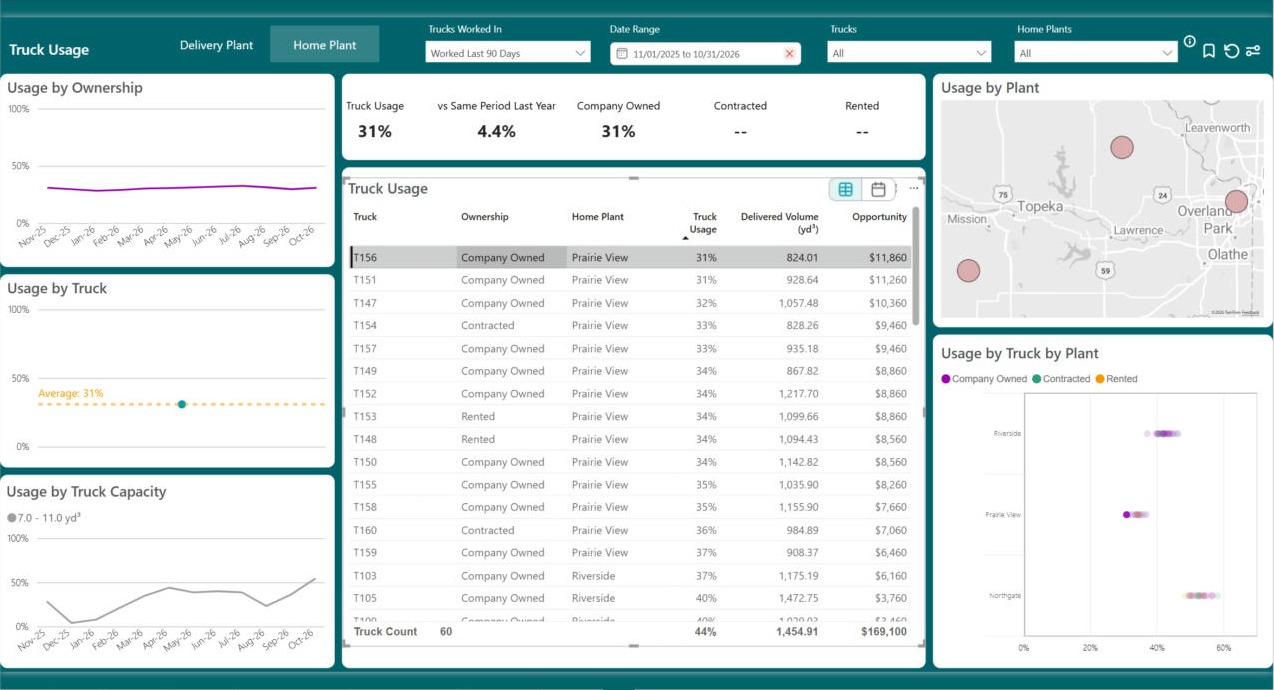 Truck Usage
Delivery Plant
Home Plant
Trucks Worked In
Worked Last 90 Days
Date Range
11/01/2025 to 10/31/2026
Trucks
All
Home Plants
All
Usage by Ownership
100%
50%
0%
Nov-25 Dec-25 Jan-26 Feb-26 Mar-26 Apr-26 May-26 Jun-26 Jul-26 Aug-26 Sep-26 Oct-26
Usage by Truck
100%
50%
Average: 31%
0%
Usage by Truck Capacity
7.0 - 11.0 yd³
100%
50%
0%
Nov-25 Dec-25 Jan-26 Feb-26 Mar-26 Apr-26 May-26 Jun-26 Jul-26 Aug-26 Sep-26 Oct-26
Truck Usage vs Same Period Last Year Company Owned Contracted Rented
31% 4.4% 31% -- --
Truck Usage
Truck Ownership Home Plant Truck Usage Delivered Volume (yd³) Opportunity
T156 Company Owned Prairie View 31% 824.01 $11,860
T151 Company Owned Prairie View 31% 928.64 $11,260
T147 Company Owned Prairie View 32% 1,057.48 $10,360
T154 Contracted Prairie View 33% 828.26 $9,460
T157 Company Owned Prairie View 33% 935.18 $9,460
T149 Company Owned Prairie View 34% 867.82 $8,860
T152 Company Owned Prairie View 34% 1,217.70 $8,860
T153 Rented Prairie View 34% 1,099.66 $8,860
T148 Rented Prairie View 34% 1,094.43 $8,560
T150 Company Owned Prairie View 34% 1,142.82 $8,560
T155 Company Owned Prairie View 35% 1,035.90 $8,260
T158 Company Owned Prairie View 35% 1,155.90 $7,660
T160 Contracted Prairie View 36% 984.89 $7,060
T159 Company Owned Prairie View 37% 908.37 $6,460
T103 Company Owned Riverside 37% 1,175.19 $6,160
T105 Company Owned Riverside 40% 1,472.75 $3,760
Company Owned Riverside 40%
Truck Count 60 44% 1,454.91 $169,100
Usage by Plant
Leavenworth
75
Topeka
24
Mission
Overland Park
Lawrence
Olathe
59
©2026 TomTom Feedback
Usage by Truck by Plant
Company Owned Contracted Rented
Riverside
Prairie View
Northgate
0% 20% 40% 60%